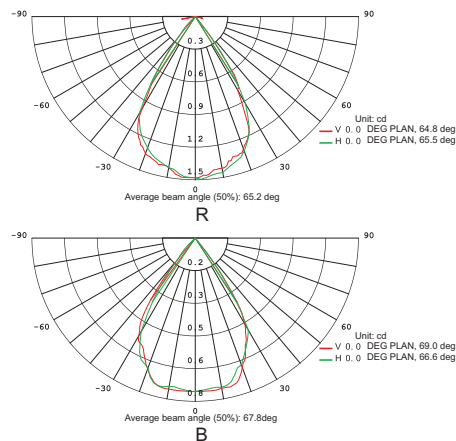 -90 90
0.3
0.6
-60 60
0.9
Unit: cd
V 0.0 DEG PLAN, 64.8 deg
1.2
H 0.0 DEG PLAN, 65.5 deg
-30 30
1.5
0
Average beam angle (50%): 65.2 deg
R
-90 90
0.2
0.3
-60 60
0.5
Unit: cd
V 0.0 DEG PLAN, 69.0 deg
0.6
H 0.0 DEG PLAN, 66.6 deg
-30 30
0.8
0
Average beam angle (50%): 67.8deg
B